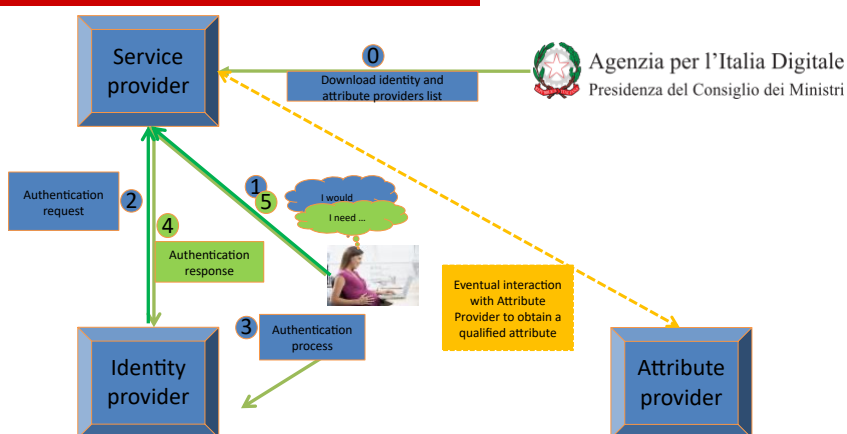 Service
provider
0
Download identity and
attribute providers list
Agenzia per l'Italia Digitale
Presidenza del Consiglio dei Ministri
Authentication
request
2
1
5
I would
I need ...
4
Authentication
response
Eventual interaction
with Attribute
Provider to obtain a
qualified attribute
3
Authentication
process
Identity
provider
Attribute
provider